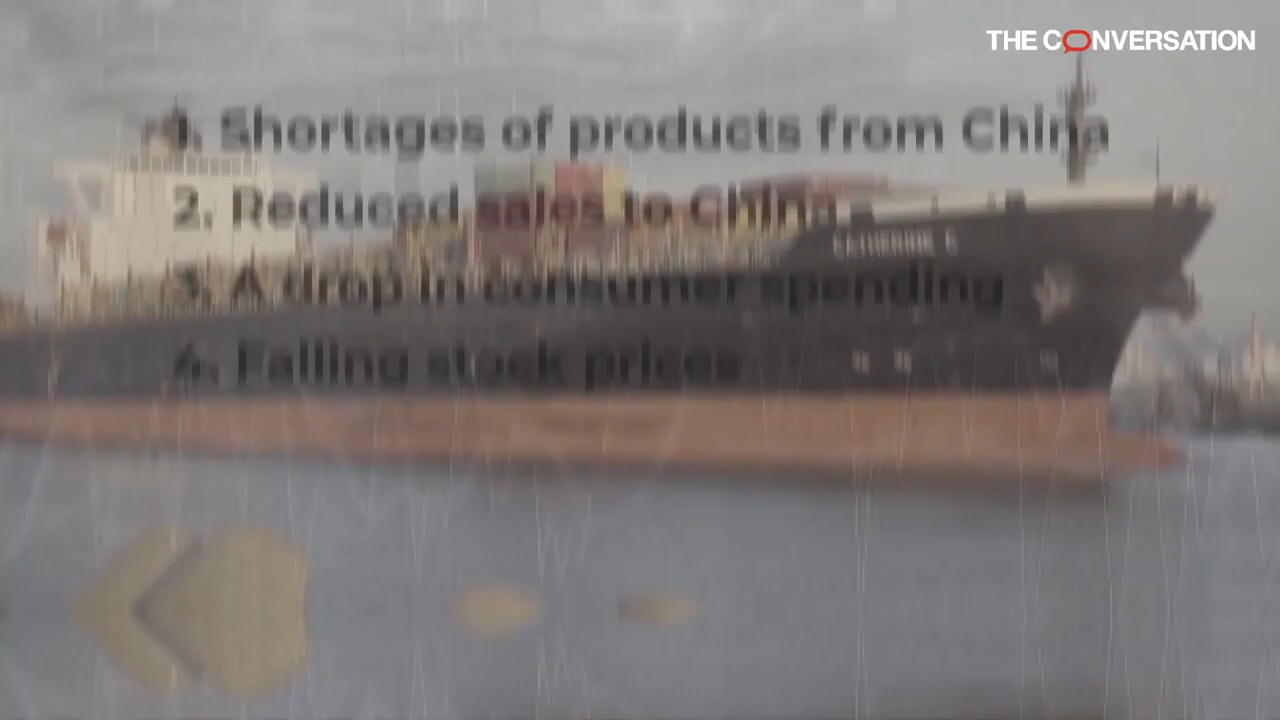 THE CONVERSATION
1. Shortages of products from China
2. Reduced sales to China
3. A drop in consumer spending
4. Falling stock prices